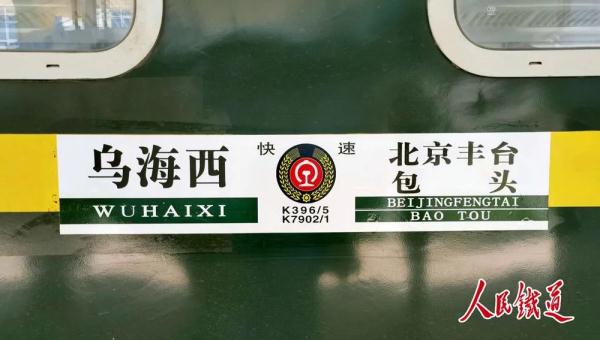 乌海西
WUHAIXI
快 速
K396/5
K7902/1
北京丰台
包 头
BEIJINGFENGTAI
BAO TOU
人民铁道